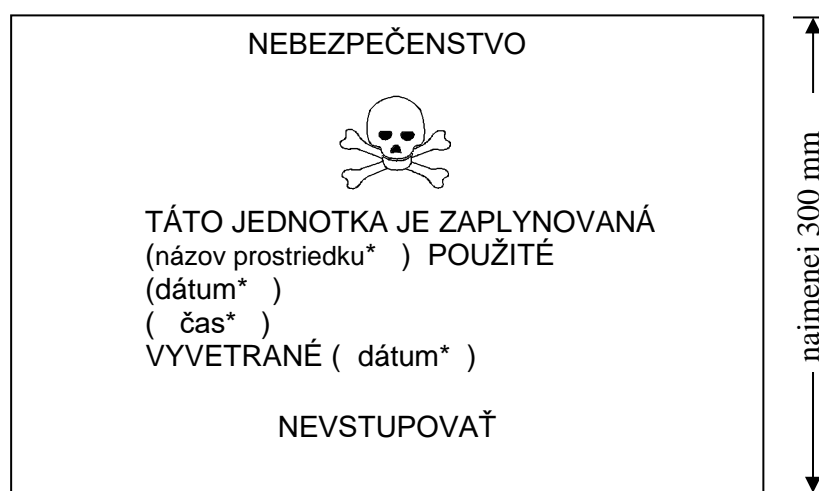 NEBEZPEČENSTVO
TÁTO JEDNOTKA JE ZAPLYNOVANÁ
(názov prostriedku* ) POUŽITÉ
(dátum* )
( čas* )
VYVETRANÉ ( dátum* )
NEVSTUPOVAŤ
najmenej 300 mm